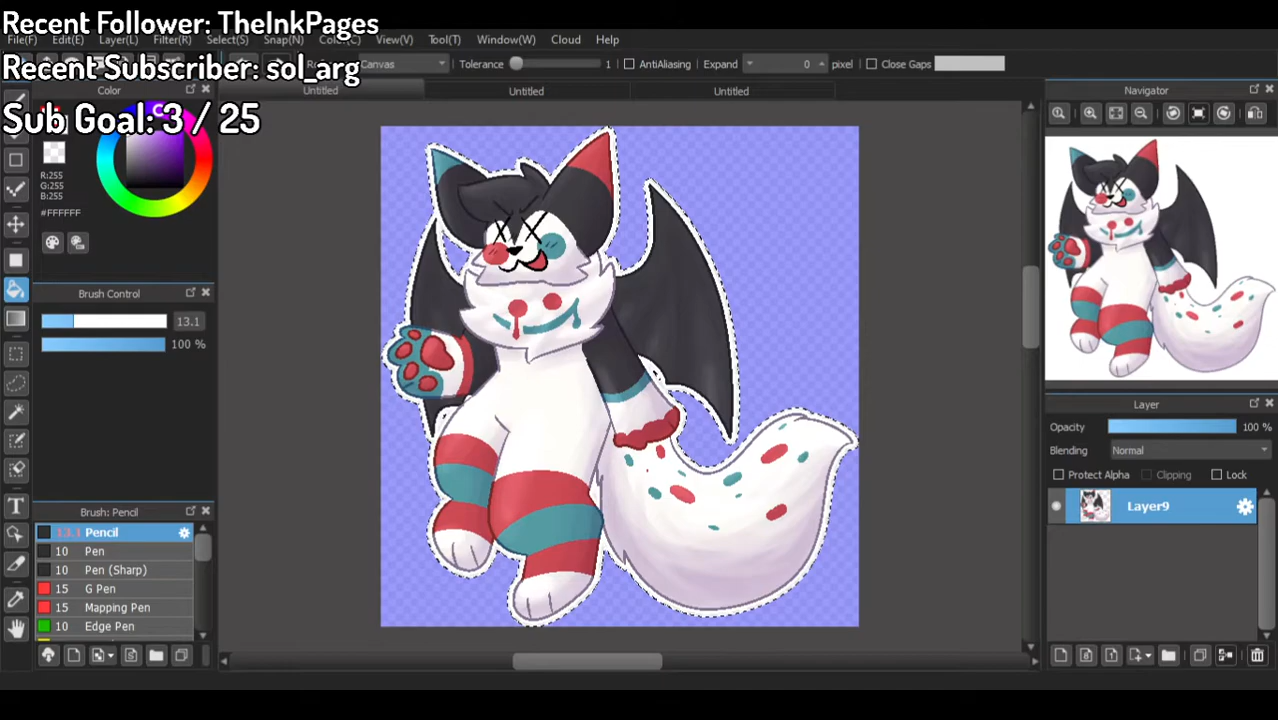 Recent Follower: TheInkPages
File(F) Edit(E) Layer(L) Filter(R) Select(S) Snap(N) View(V) Tool(T) Window(W) Cloud Help
Recent Subscriber: sol_arg
Canvas Tolerance 1 AntiAliasing Expand 0 pixel Close Gaps
Color
Untitled Untitled Untitled
Navigator
Sub Goal: 3 / 25
R:255
G:255
B:255
#FFFFFF
Brush Control
13.1
100 %
Brush: Pencil
13.1 Pencil
10 Pen
10 Pen (Sharp)
15 G Pen
15 Mapping Pen
10 Edge Pen
Layer
Opacity 100 %
Blending Normal
Protect Alpha Clipping Lock
Layer9